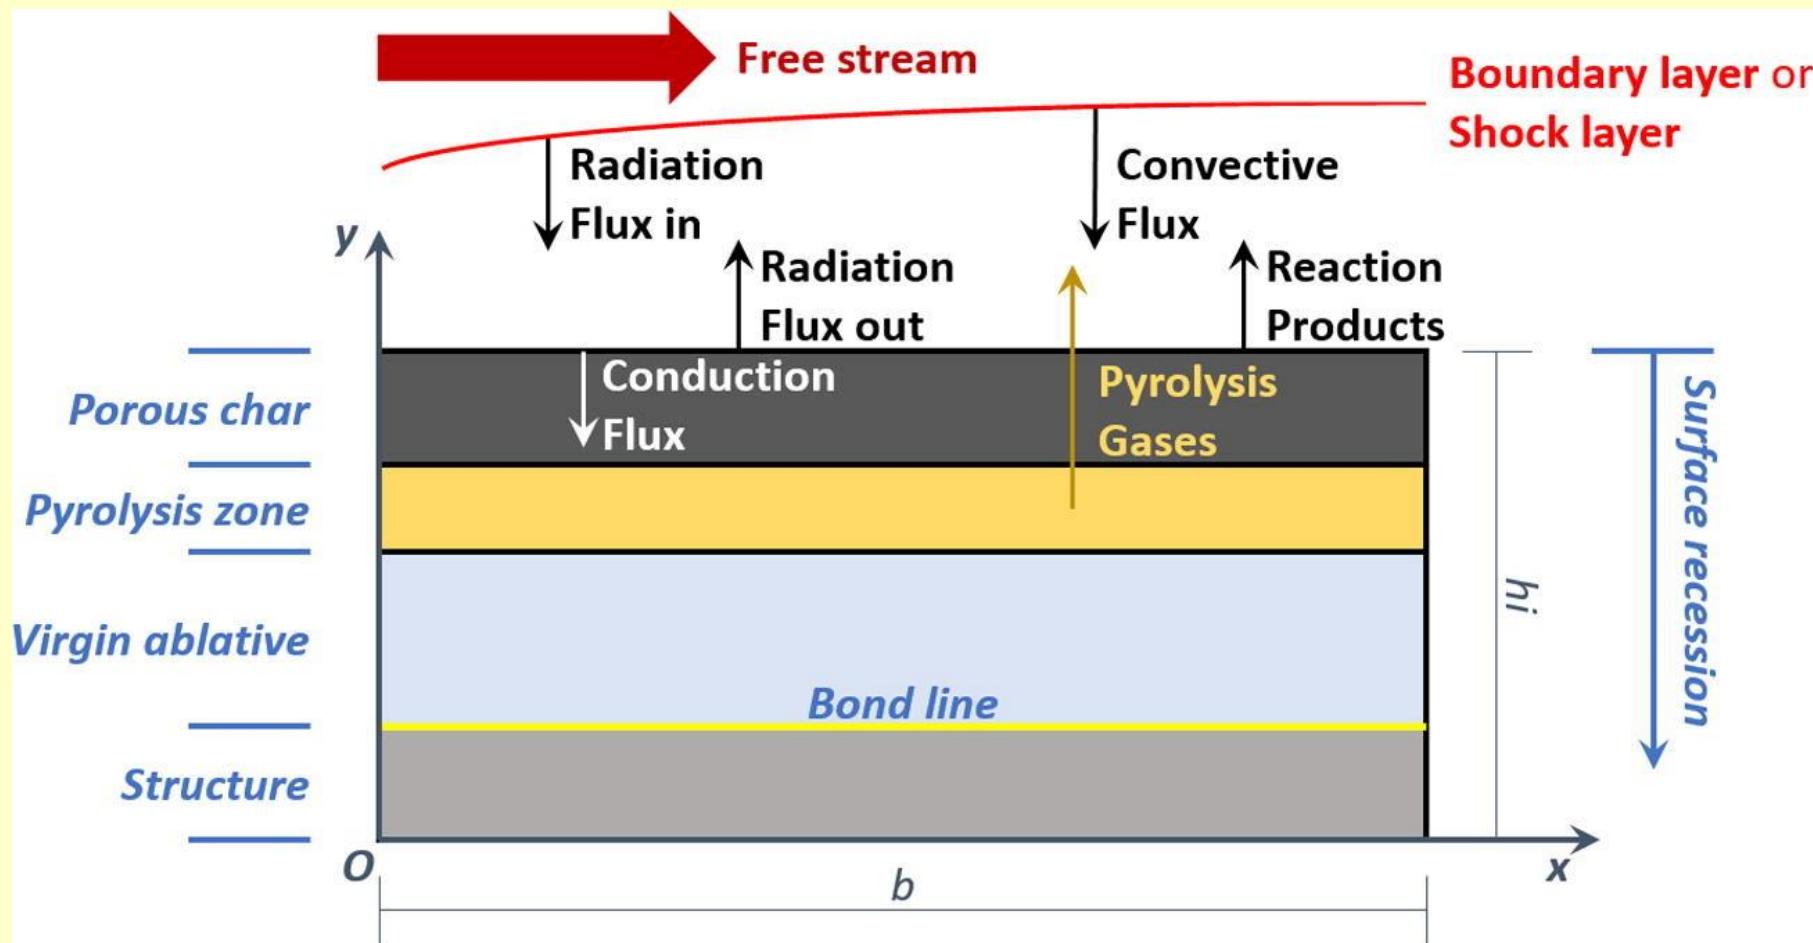 Free stream
Boundary layer or
Shock layer
Radiation
Flux in
Convective
Flux
y
Radiation
Flux out
Reaction
Products
Porous char
Conduction
Flux
Pyrolysis
Gases
Surface recession
Pyrolysis zone
hi
Virgin ablative
Bond line
Structure
O
x
b